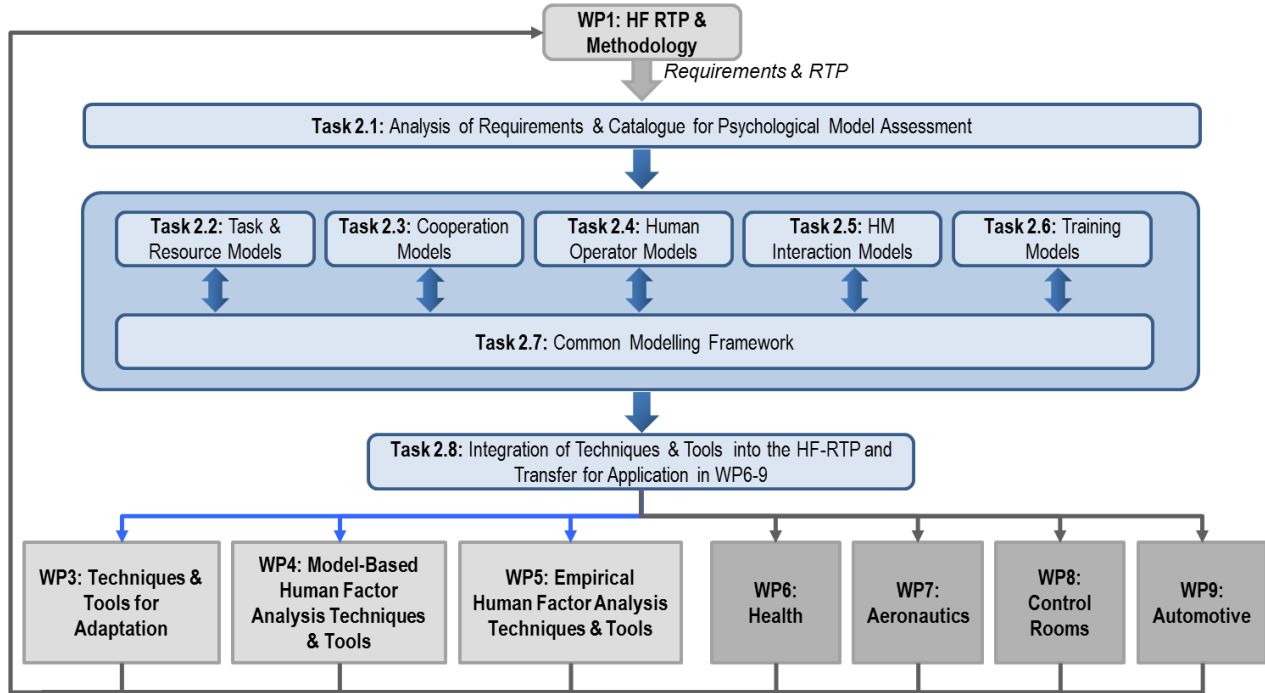 WP1: HF RTP &
Methodology
Requirements & RTP
Task 2.1: Analysis of Requirements & Catalogue for Psychological Model Assessment
Task 2.2: Task &
Resource Models
Task 2.3: Cooperation
Models
Task 2.4: Human
Operator Models
Task 2.5: HM
Interaction Models
Task 2.6: Training
Models
Task 2.7: Common Modelling Framework
Task 2.8: Integration of Techniques & Tools into the HF-RTP and
Transfer for Application in WP6-9
WP3: Techniques &
Tools for
Adaptation
WP4: Model-Based
Human Factor
Analysis Techniques
& Tools
WP5: Empirical
Human Factor Analysis
Techniques & Tools
WP6:
Health
WP7:
Aeronautics
WP8:
Control
Rooms
WP9:
Automotive